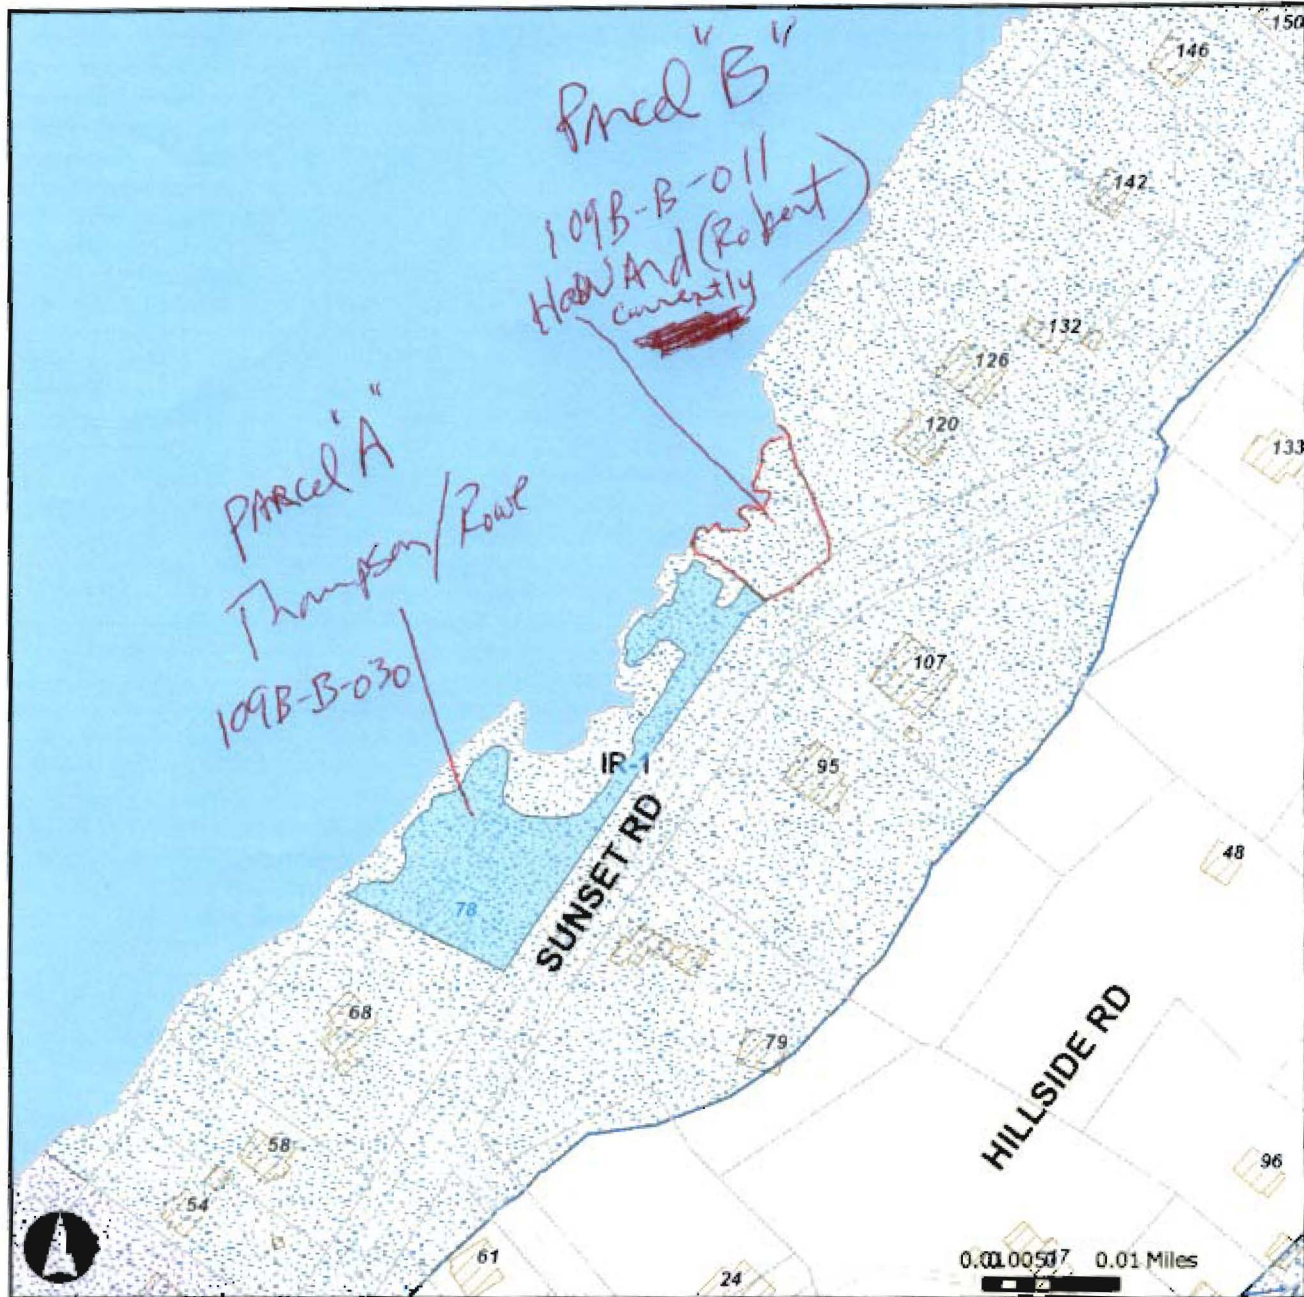 150
146
Parcel "B"
142
109B-B-011
Howard (Robert)
currently
132
126
PARCEL "A"
120
133
Thompson/Rowe
107
109B-B-030
IR-1
95
SUNSET RD
48
78
68
79
HILLSIDE RD
58
96
54
61
24
0.01 Miles